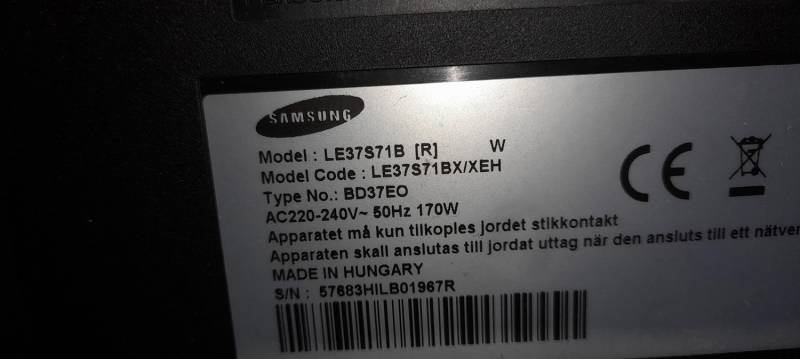 SAMSUNG
Model : LE37S71B [R] W
Model Code : LE37S71BX/XEH
Type No.: BD37EO
AC220-240V~ 50Hz 170W
Apparatet må kun tilkoples jordet stikkontakt
Apparaten skall anslutas till jordat uttag när den ansluts till ett nätver
MADE IN HUNGARY
S/N : 57683HILB01967R
CE